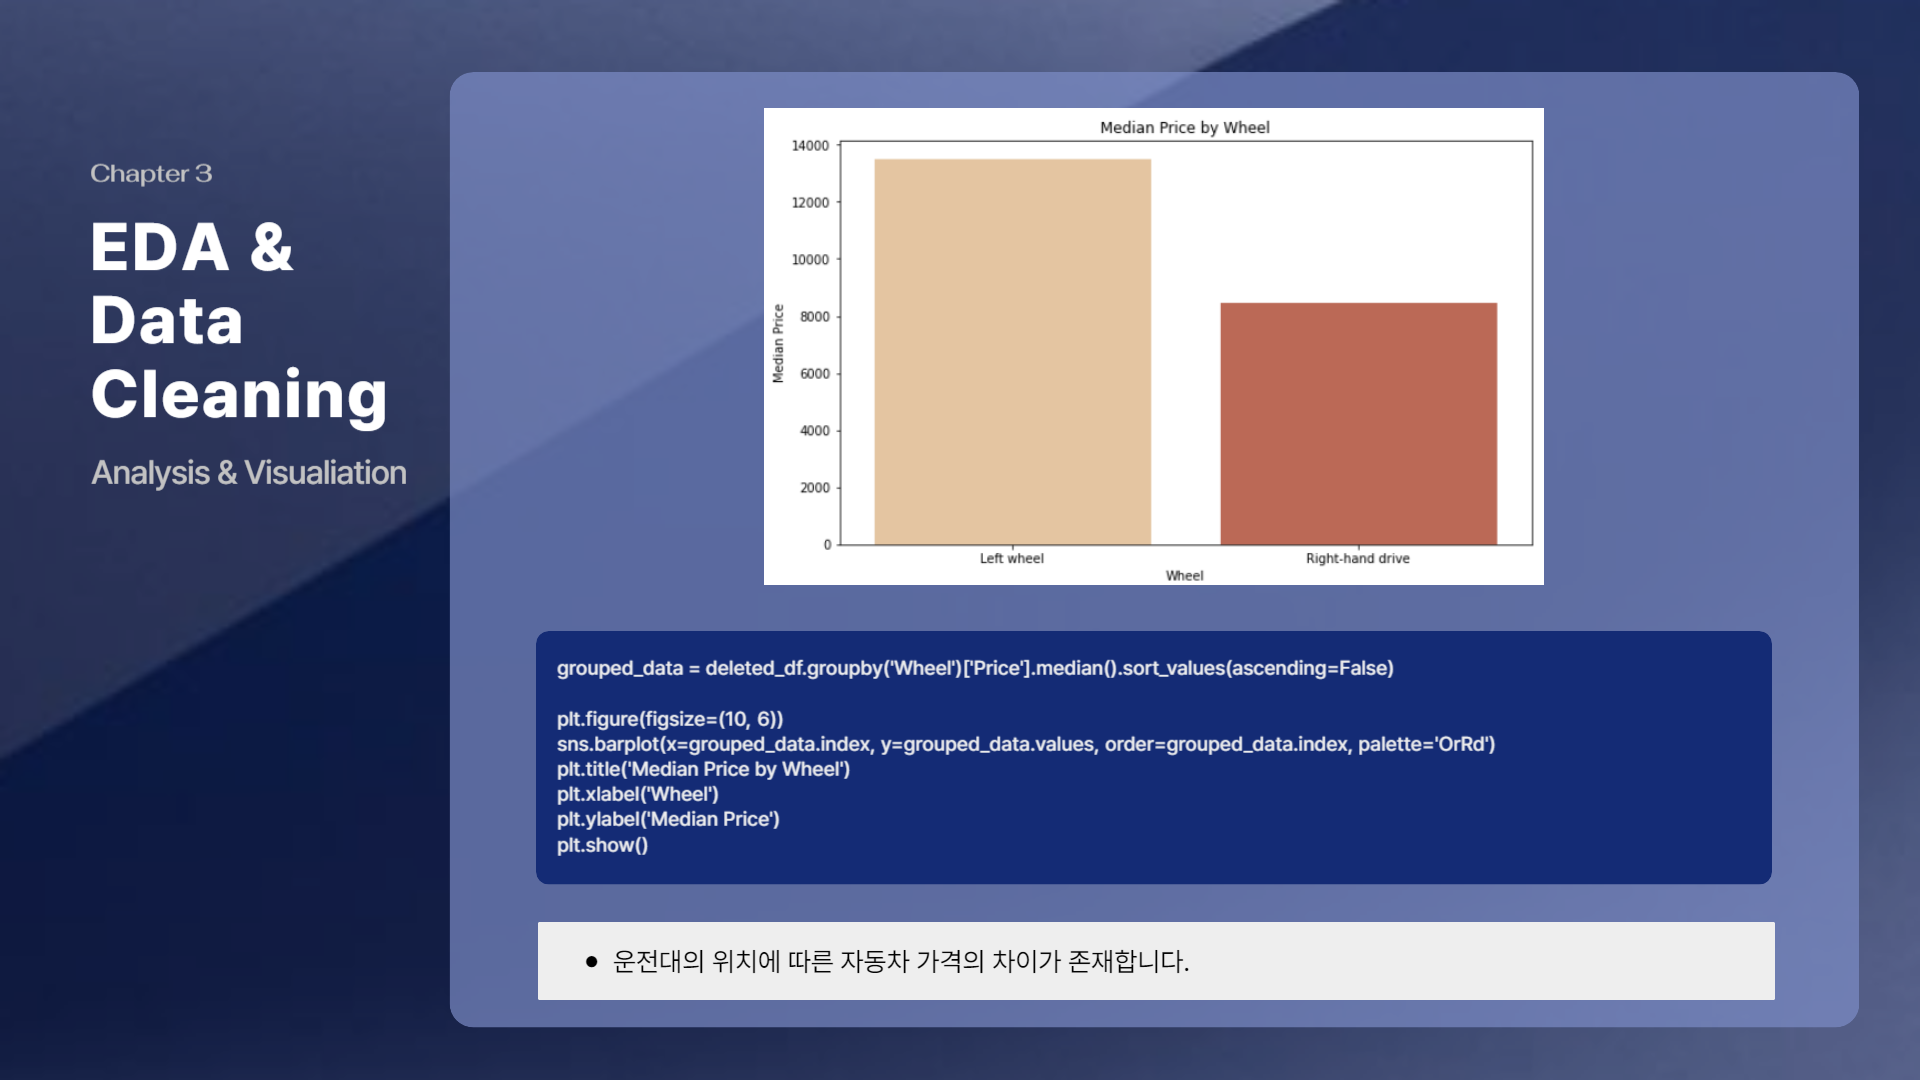 Chapter 3
EDA &
Data
Cleaning
Analysis & Visualiation
Median Price by Wheel
14000
12000
10000
8000
6000
4000
2000
0
Median Price
Left wheel
Right-hand drive
Wheel
grouped_data = deleted_df.groupby('Wheel')['Price'].median().sort_values(ascending=False)
plt.figure(figsize=(10, 6))
sns.barplot(x=grouped_data.index, y=grouped_data.values, order=grouped_data.index, palette='OrRd')
plt.title('Median Price by Wheel')
plt.xlabel('Wheel')
plt.ylabel('Median Price')
plt.show()
● 운전대의 위치에 따른 자동차 가격의 차이가 존재합니다.